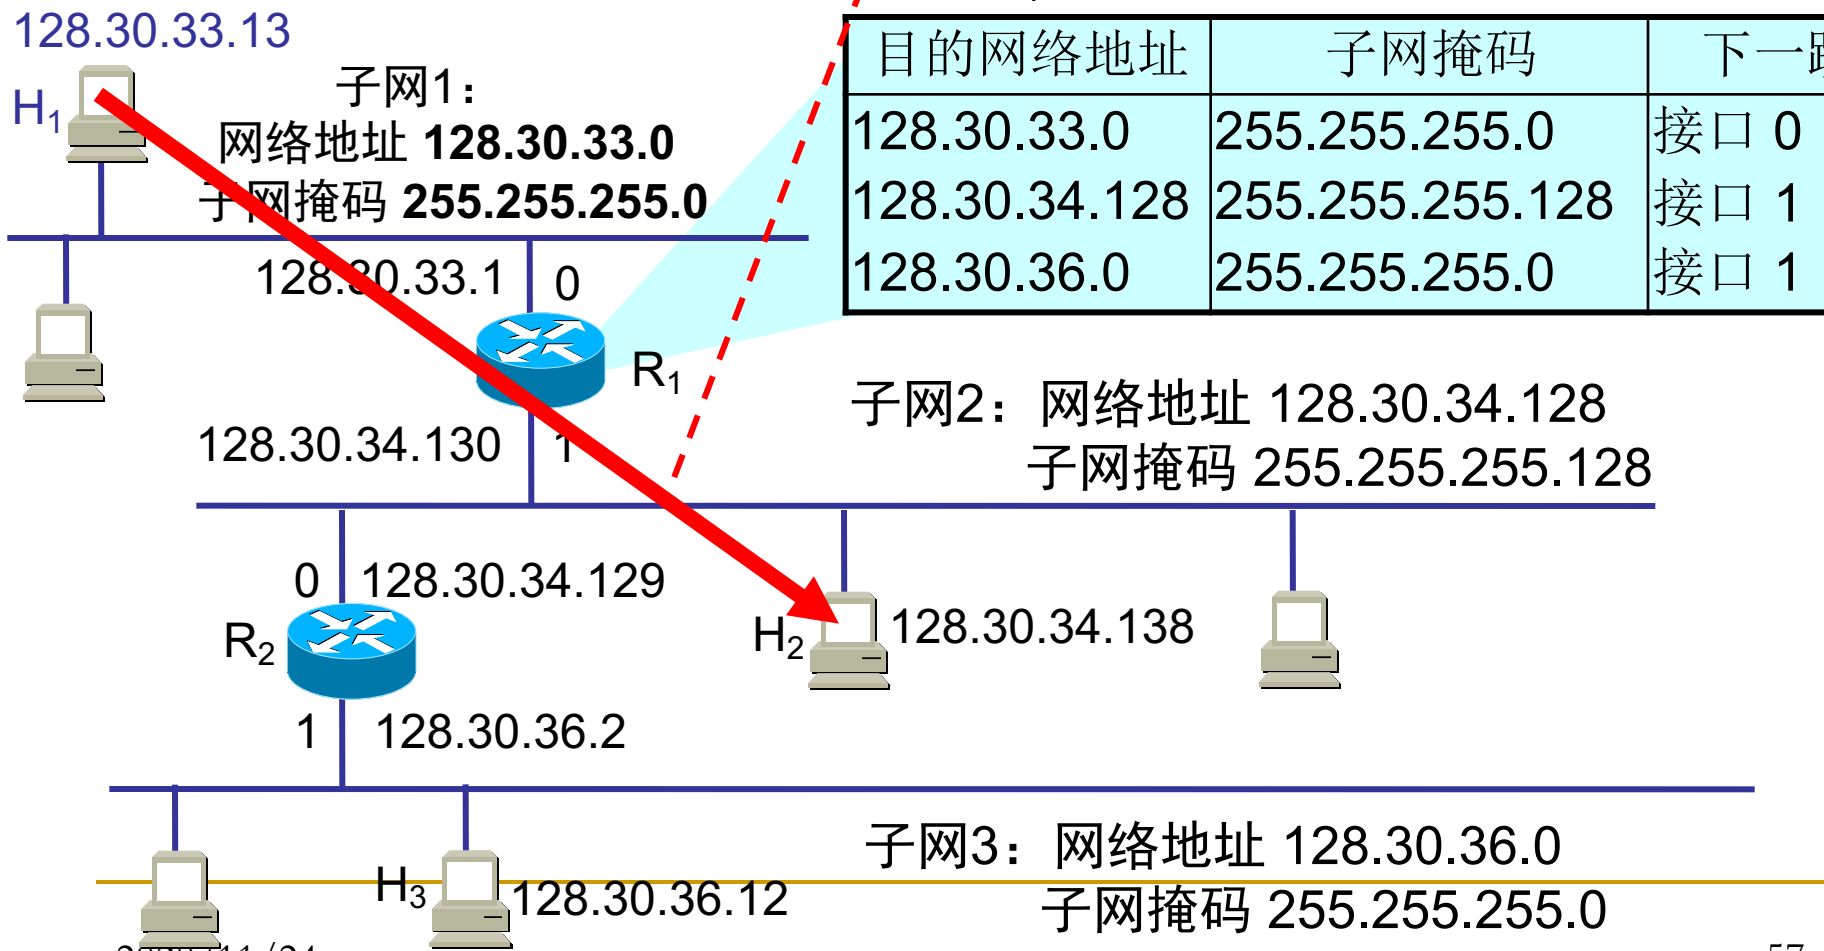 128.30.33.13
H1
子网1：
网络地址 128.30.33.0
子网掩码 255.255.255.0
目的网络地址 子网掩码 下一跳
128.30.33.0 255.255.255.0 接口 0
128.30.34.128 255.255.255.128 接口 1
128.30.36.0 255.255.255.0 接口 1
128.30.33.1 0
R1
128.30.34.130 1
子网2：网络地址 128.30.34.128
子网掩码 255.255.255.128
0 128.30.34.129
R2
H2 128.30.34.138
1 128.30.36.2
子网3：网络地址 128.30.36.0
子网掩码 255.255.255.0
H3 128.30.36.12
57